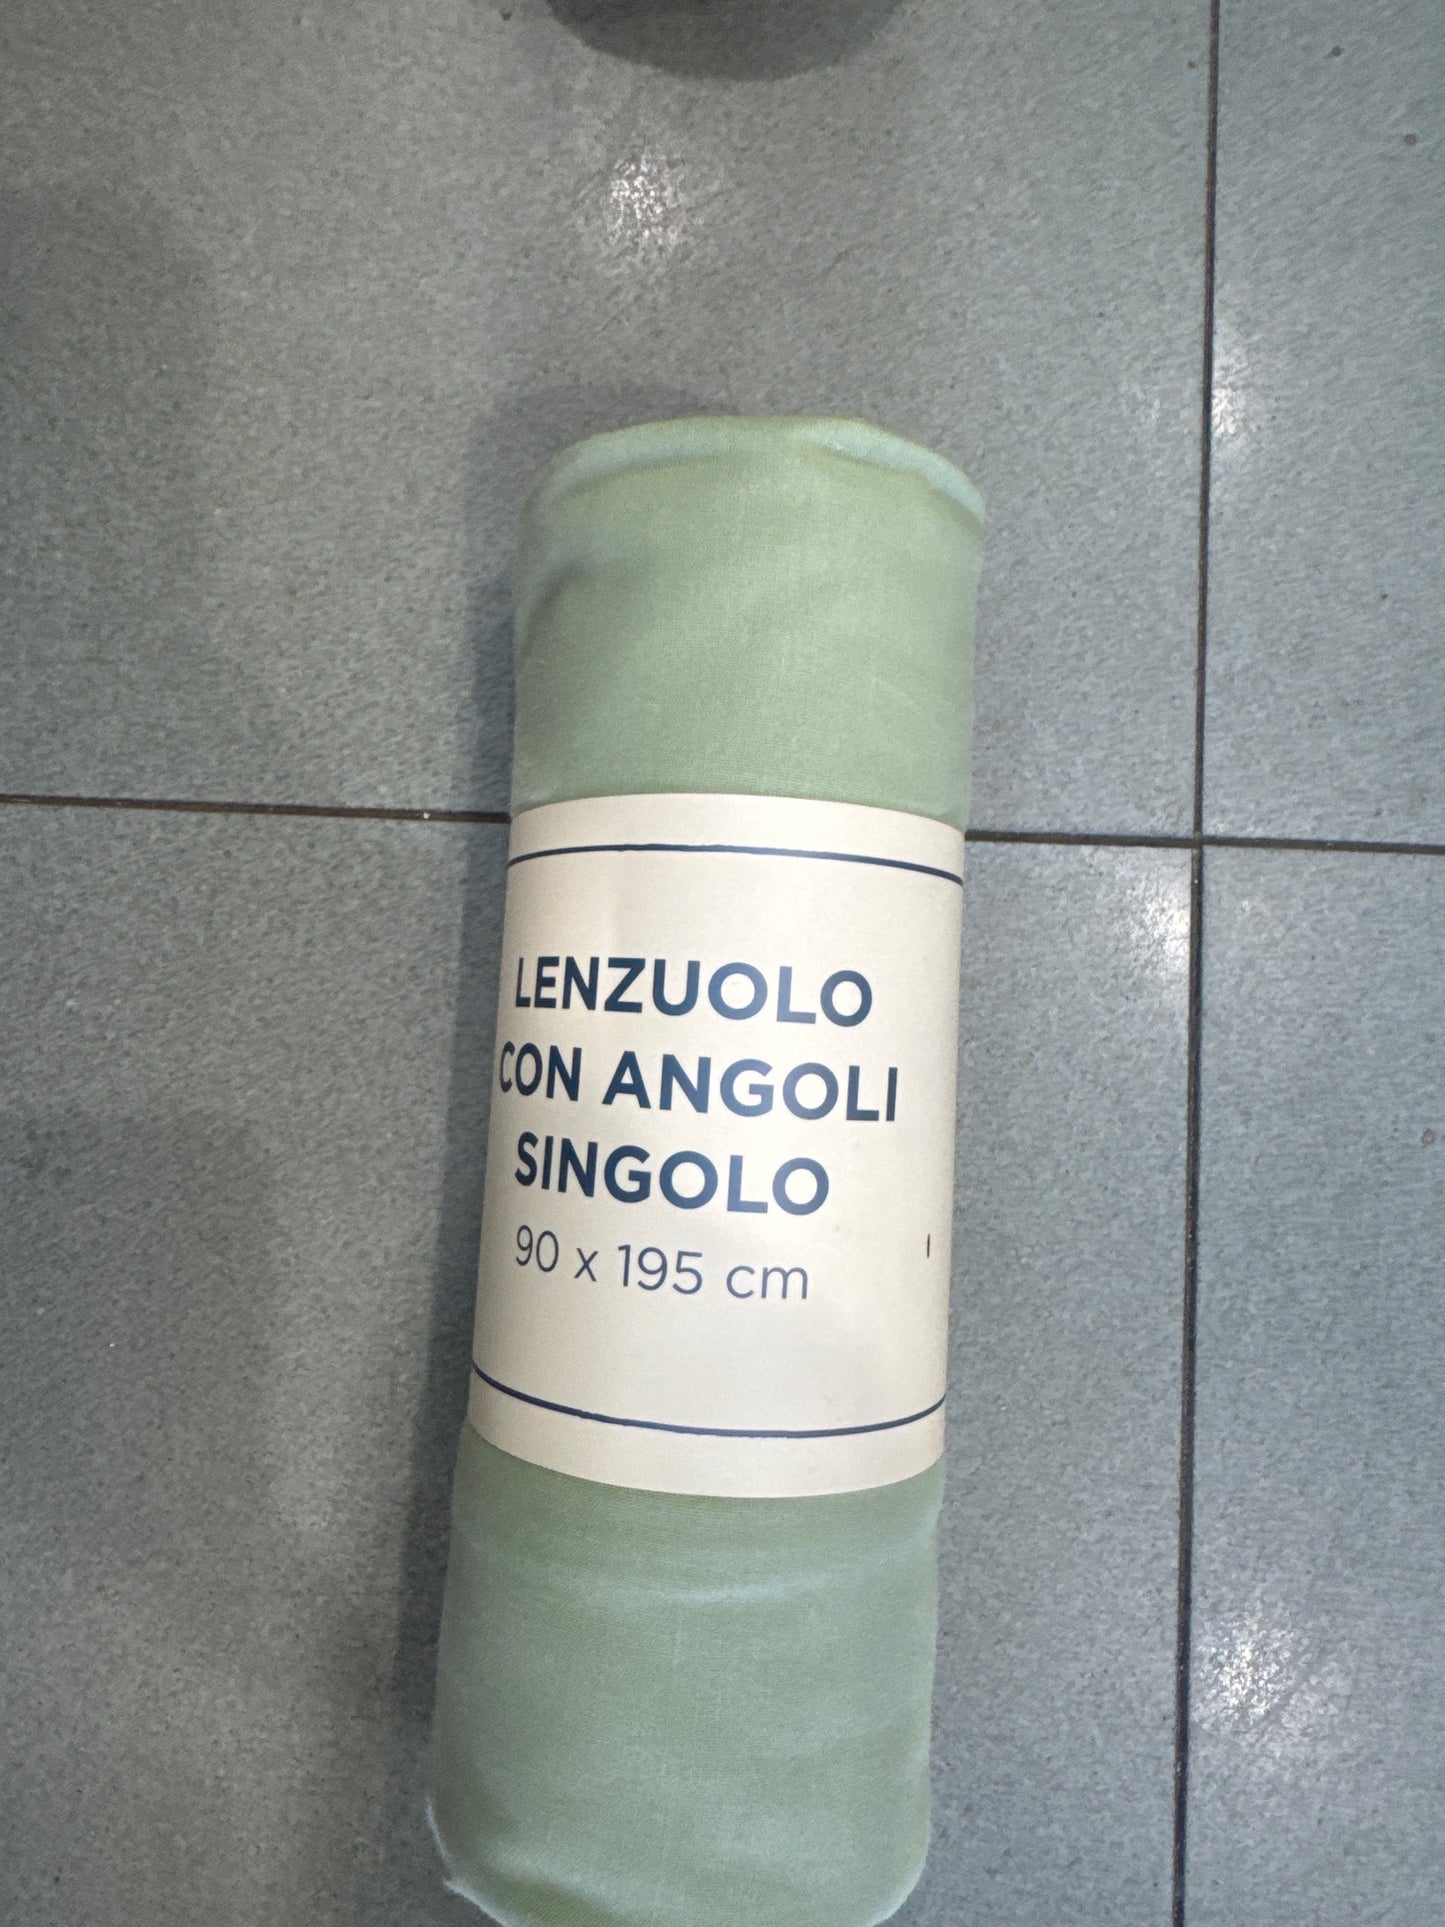 LENZUOLO
CON ANGOLI
SINGOLO
90 x 195 cm